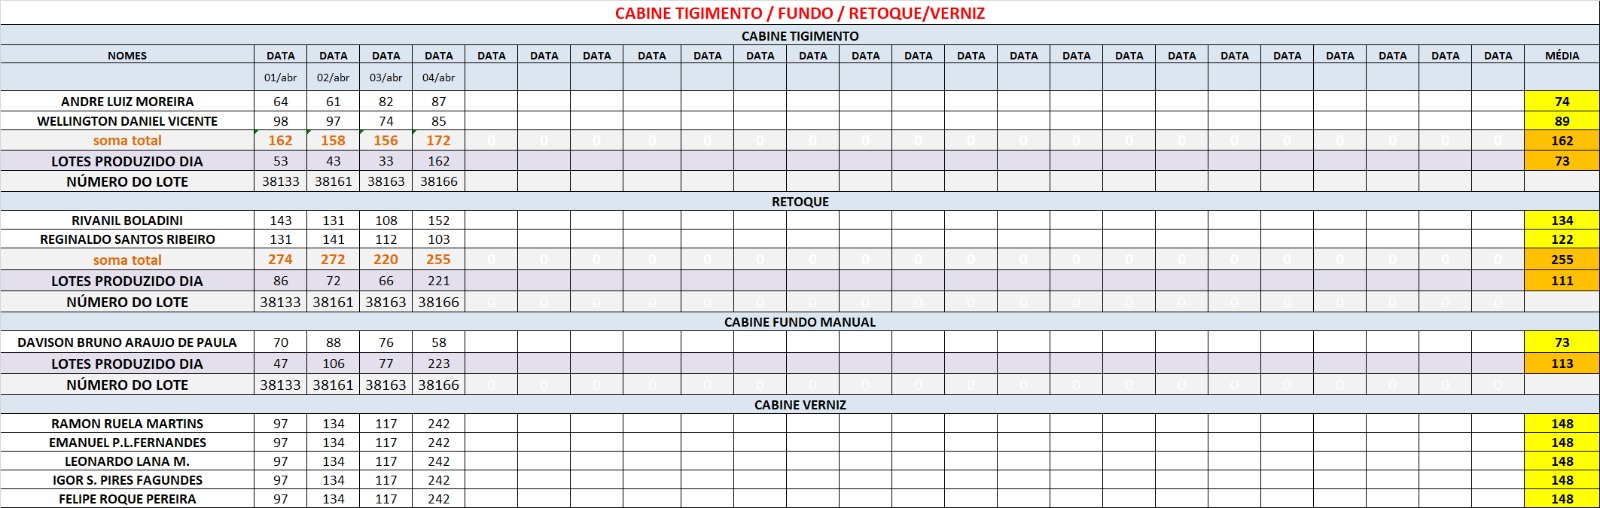 CABINE TIGIMENTO / FUNDO / RETOQUE/VERNIZ
CABINE TIGIMENTO
NOMES DATA DATA DATA DATA DATA DATA DATA DATA DATA DATA DATA DATA DATA DATA DATA DATA DATA DATA DATA DATA DATA DATA DATA DATA MÉDIA
01/abr 02/abr 03/abr 04/abr
ANDRE LUIZ MOREIRA 64 61 82 87 74
WELLINGTON DANIEL VICENTE 98 97 74 85 89
soma total 162 158 156 172 0 0 0 0 0 0 0 0 0 0 0 0 0 0 0 0 0 0 0 0 162
LOTES PRODUZIDO DIA 53 43 33 162 73
NÚMERO DO LOTE 38133 38161 38163 38166
RETOQUE
RIVANIL BOLADINI 143 131 108 152 134
REGINALDO SANTOS RIBEIRO 131 141 112 103 122
soma total 274 272 220 255 0 0 0 0 0 0 0 0 0 0 0 0 0 0 0 0 0 0 0 0 255
LOTES PRODUZIDO DIA 86 72 66 221 111
NÚMERO DO LOTE 38133 38161 38163 38166 0 0 0 0 0 0 0 0 0 0 0 0 0 0 0 0 0 0 0 0
CABINE FUNDO MANUAL
DAVISON BRUNO ARAUJO DE PAULA 70 88 76 58 73
LOTES PRODUZIDO DIA 47 106 77 223 113
NÚMERO DO LOTE 38133 38161 38163 38166 0 0 0 0 0 0 0 0 0 0 0 0 0 0 0 0 0 0 0 0
CABINE VERNIZ
RAMON RUELA MARTINS 97 134 117 242 148
EMANUEL P.L.FERNANDES 97 134 117 242 148
LEONARDO LANA M. 97 134 117 242 148
IGOR S. PIRES FAGUNDES 97 134 117 242 148
FELIPE ROQUE PEREIRA 97 134 117 242 148